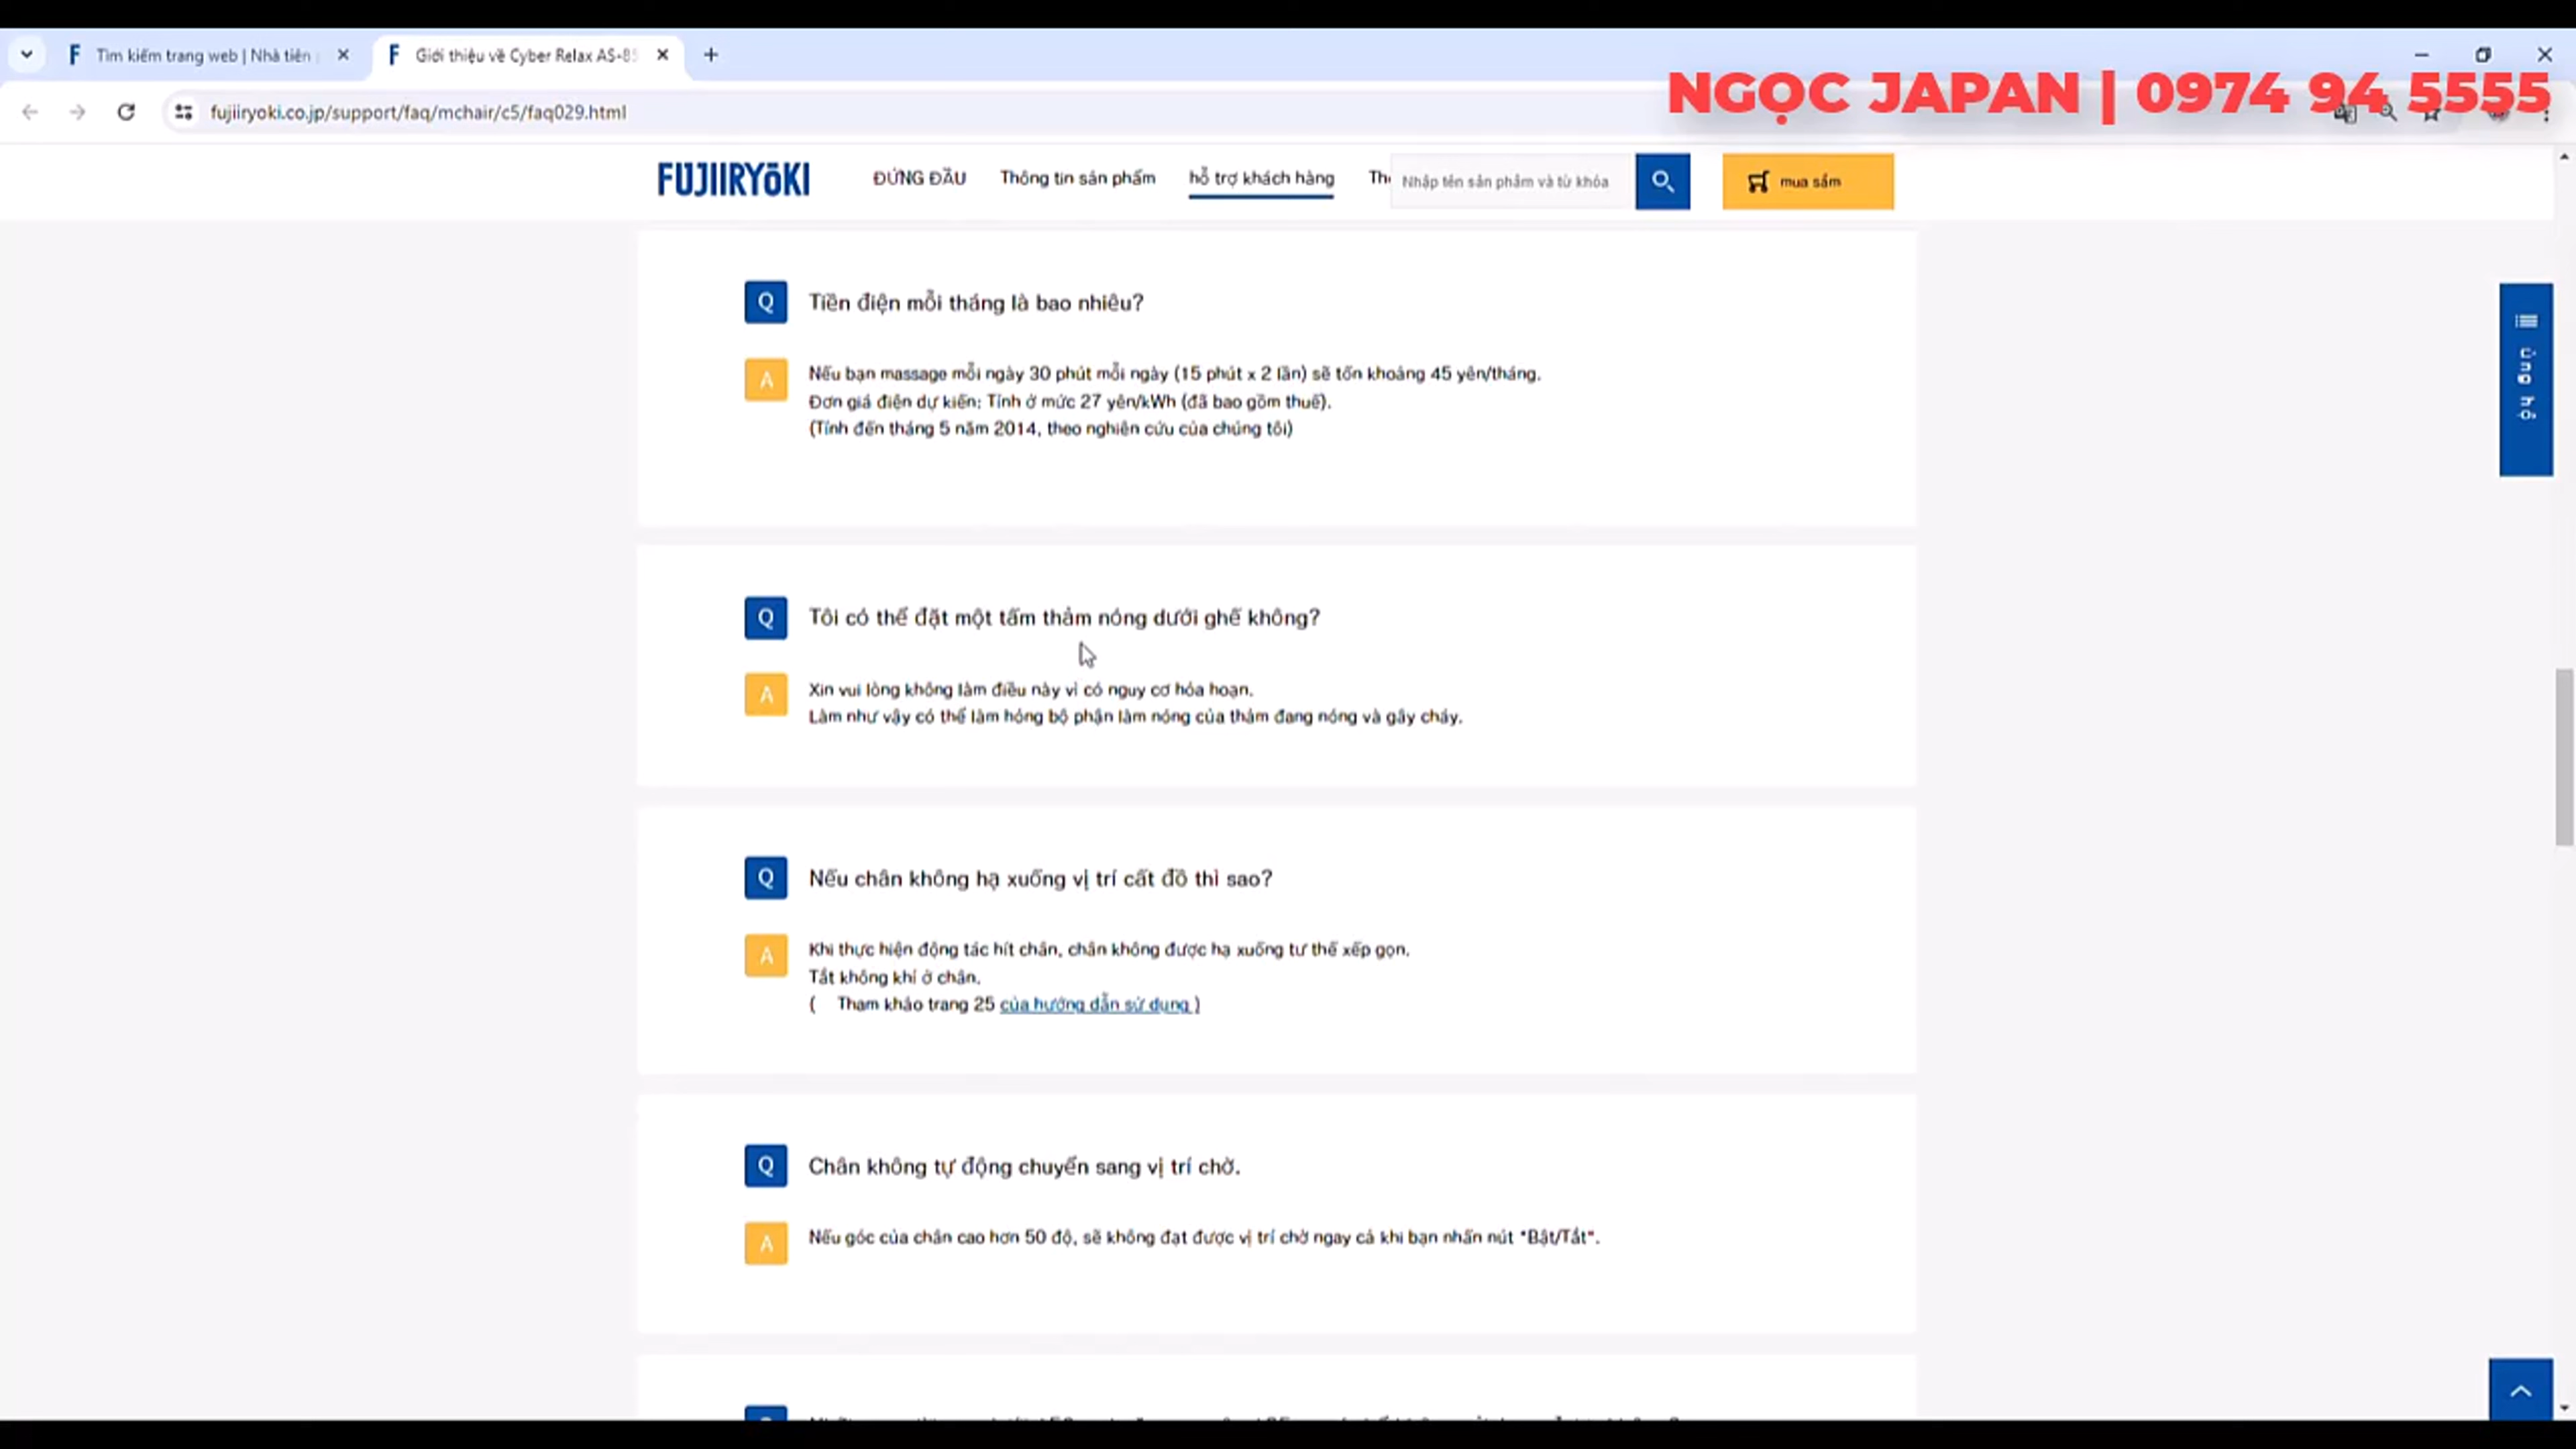 Tìm kiếm trang web | Nhà tiên
Giới thiệu về Cyber Relax AS-85
NGỌC JAPAN | 0974 94 5555
fujiiryoki.co.jp/support/faq/mchair/c5/faq029.html
FUJIIRYōKI
ĐỨNG ĐẦU
Thông tin sản phẩm
hỗ trợ khách hàng
Nhập tên sản phẩm và từ khóa
mua sắm
Q
Tiền điện mỗi tháng là bao nhiêu?
A
Nếu bạn massage mỗi ngày 30 phút mỗi ngày (15 phút x 2 lần) sẽ tốn khoảng 45 yên/tháng.
Đơn giá điện dự kiến: Tính ở mức 27 yên/kWh (đã bao gồm thuế).
(Tính đến tháng 5 năm 2014, theo nghiên cứu của chúng tôi)
ủng hộ
Q
Tôi có thể đặt một tấm thảm nóng dưới ghế không?
A
Xin vui lòng không làm điều này vì có nguy cơ hỏa hoạn.
Làm như vậy có thể làm hỏng bộ phận làm nóng của thảm đang nóng và gây cháy.
Q
Nếu chân không hạ xuống vị trí cất đồ thì sao?
A
Khi thực hiện động tác hít chân, chân không được hạ xuống tư thế xếp gọn.
Tắt không khí ở chân.
( Tham khảo trang 25 của hướng dẫn sử dụng )
Q
Chân không tự động chuyển sang vị trí chờ.
A
Nếu góc của chân cao hơn 50 độ, sẽ không đạt được vị trí chờ ngay cả khi bạn nhấn nút "Bật/Tắt".